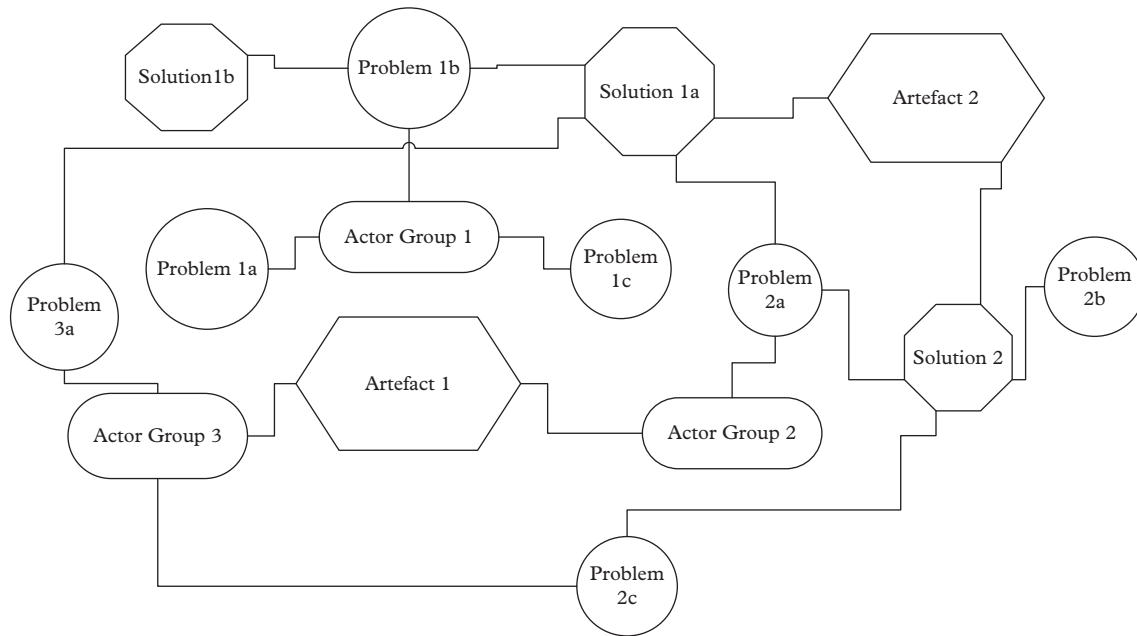 Solution1b
Problem 1b
Solution 1a
Artefact 2
Problem 1a
Actor Group 1
Problem
1c
Problem
2a
Problem
2b
Problem
3a
Artefact 1
Solution 2
Actor Group 3
Actor Group 2
Problem
2c